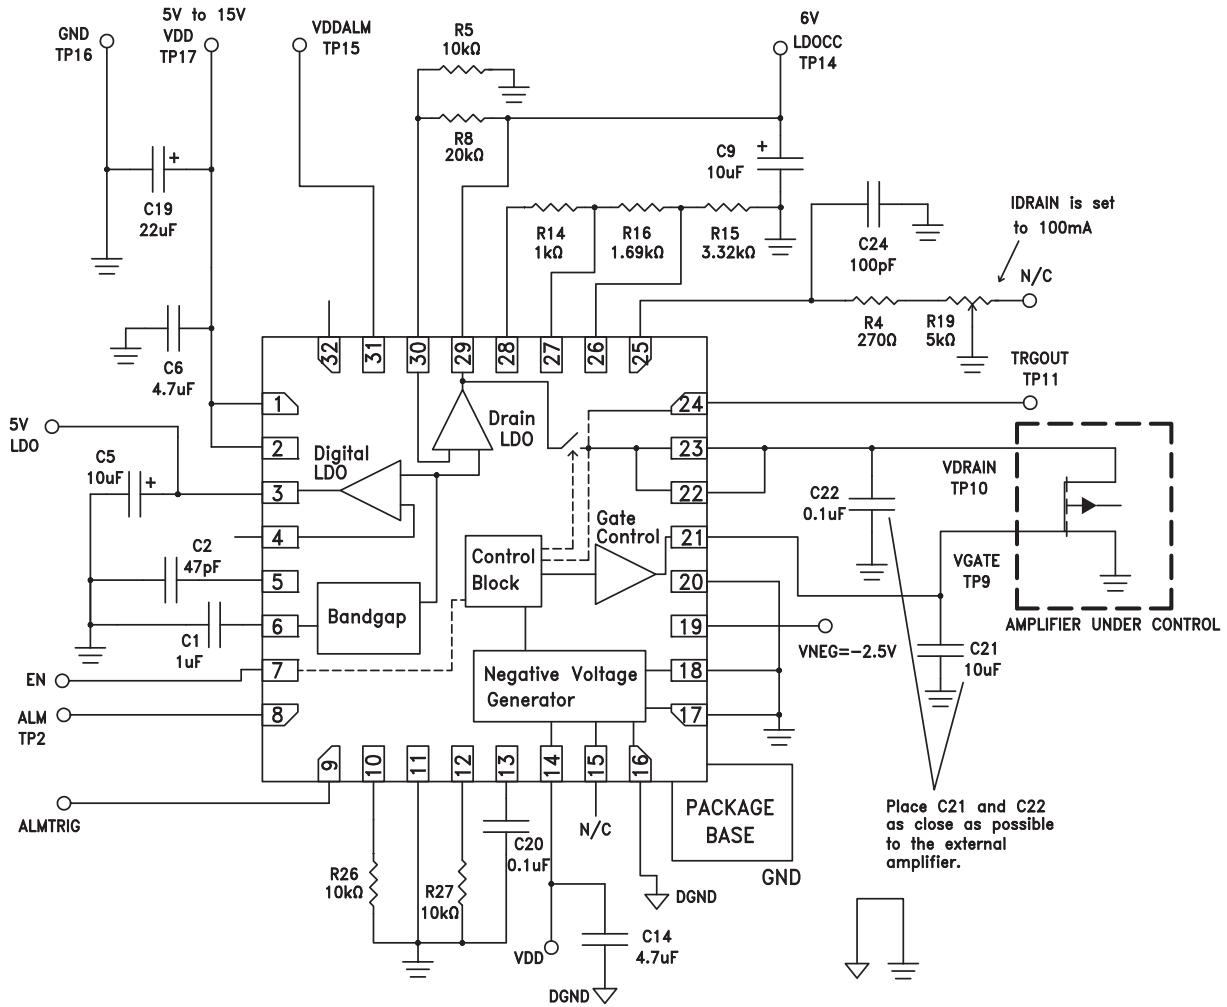 5V to 15V
GND
TP16
VDD
TP17
VDDALM
TP15
R5
10kΩ
6V
LDOCC
TP14
R8
20kΩ
C9
+
10uF
C19
+
22uF
R14
1kΩ
R16
1.69kΩ
R15
3.32kΩ
C24
100pF
IDRAIN is set
to 100mA
N/C
R4
270Ω
R19
5kΩ
C6
4.7uF
TRGOUT
TP11
32
31
30
29
28
27
26
25
1
2
3
4
5
6
7
8
24
23
22
21
20
19
18
17
9
10
11
12
13
14
15
16
5V
LDO
C5
10uF
+
C2
47pF
C1
1uF
EN
ALM
TP2
ALMTRIG
Digital
LDO
Drain
LDO
Gate
Control
Control
Block
Bandgap
Negative Voltage
Generator
VDRAIN
TP10
C22
0.1uF
VGATE
TP9
AMPLIFIER UNDER CONTROL
VNEG=-2.5V
C21
10uF
Place C21 and C22
as close as possible
to the external
amplifier.
PACKAGE
BASE
GND
N/C
C20
0.1uF
R26
10kΩ
R27
10kΩ
DGND
VDD
C14
4.7uF
DGND